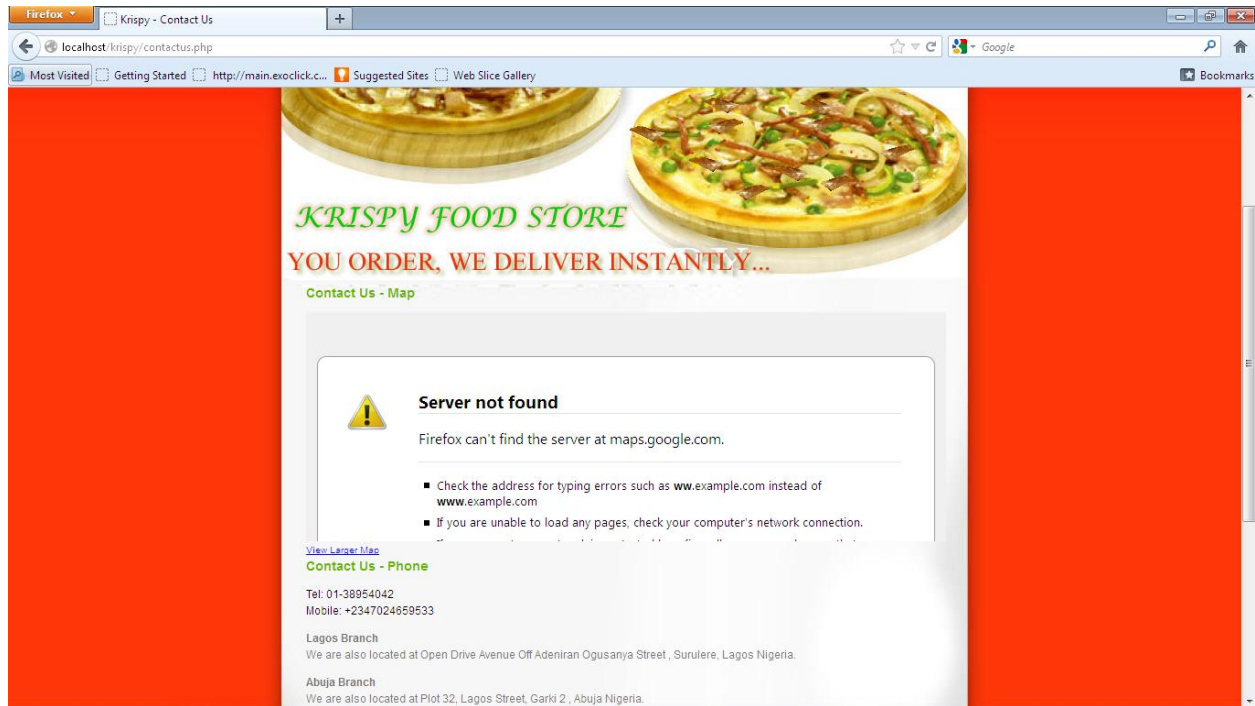 Firefox
Krispy - Contact Us
localhost/krispy/contactus.php
Google
Most Visited
Getting Started
http://main.exoclick.c...
Suggested Sites
Web Slice Gallery
Bookmarks
KRISPY FOOD STORE
YOU ORDER, WE DELIVER INSTANTLY...
Contact Us - Map
Server not found
Firefox can't find the server at maps.google.com.
Check the address for typing errors such as ww.example.com instead of
www.example.com
If you are unable to load any pages, check your computer's network connection.
View Larger Map
Contact Us - Phone
Tel: 01-38954042
Mobile: +2347024659533
Lagos Branch
We are also located at Open Drive Avenue Off Adeniran Ogusanya Street , Surulere, Lagos Nigeria.
Abuja Branch
We are also located at Plot 32, Lagos Street, Garki 2 , Abuja Nigeria.